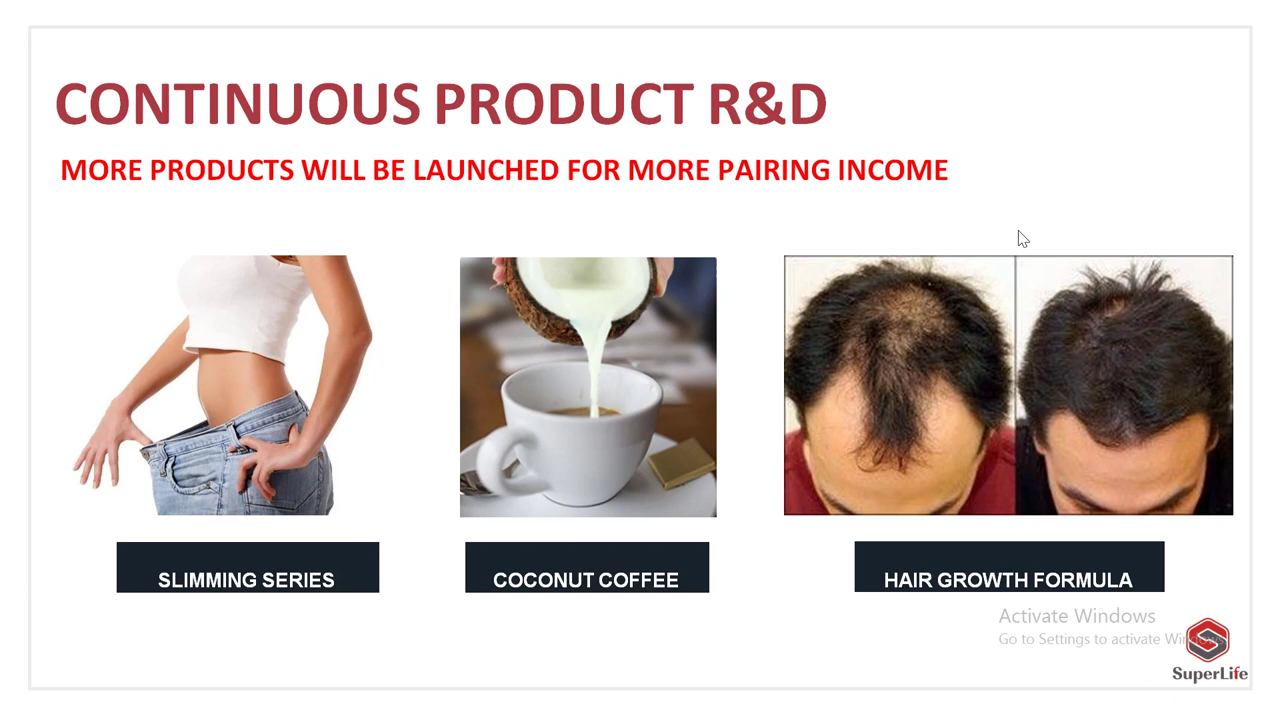 CONTINUOUS PRODUCT R&D
MORE PRODUCTS WILL BE LAUNCHED FOR MORE PAIRING INCOME
SLIMMING SERIES
COCONUT COFFEE
HAIR GROWTH FORMULA
Activate Windows
Go to Settings to activate Windows.
SuperLife